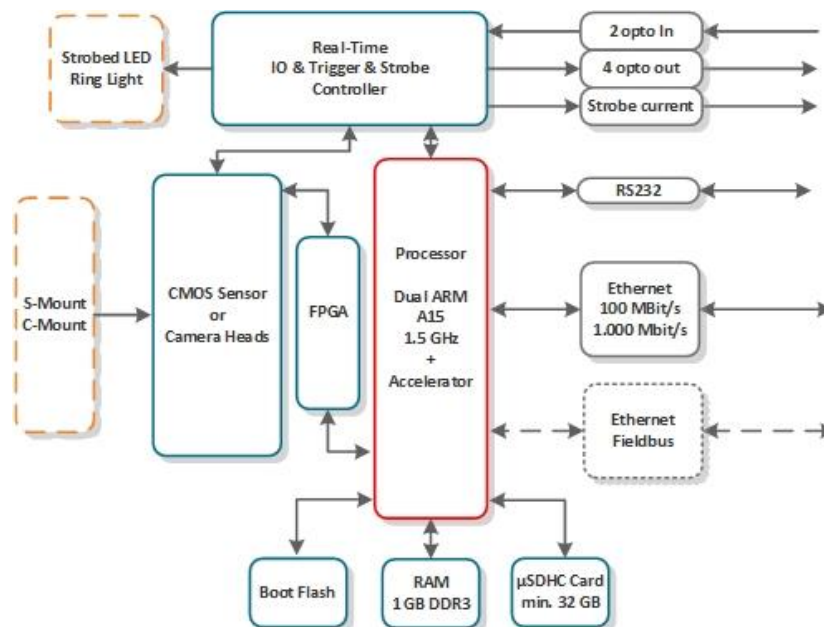 Strobed LED
Ring Light
Real-Time
IO & Trigger & Strobe
Controller
2 opto In
4 opto out
Strobe current
S-Mount
C-Mount
CMOS Sensor
or
Camera Heads
FPGA
Processor
Dual ARM
A15
1.5 GHz
+
Accelerator
RS232
Ethernet
100 MBit/s
1.000 Mbit/s
Ethernet
Fieldbus
Boot Flash
RAM
1GB DDR3
µSDHC Card
min. 32 GB